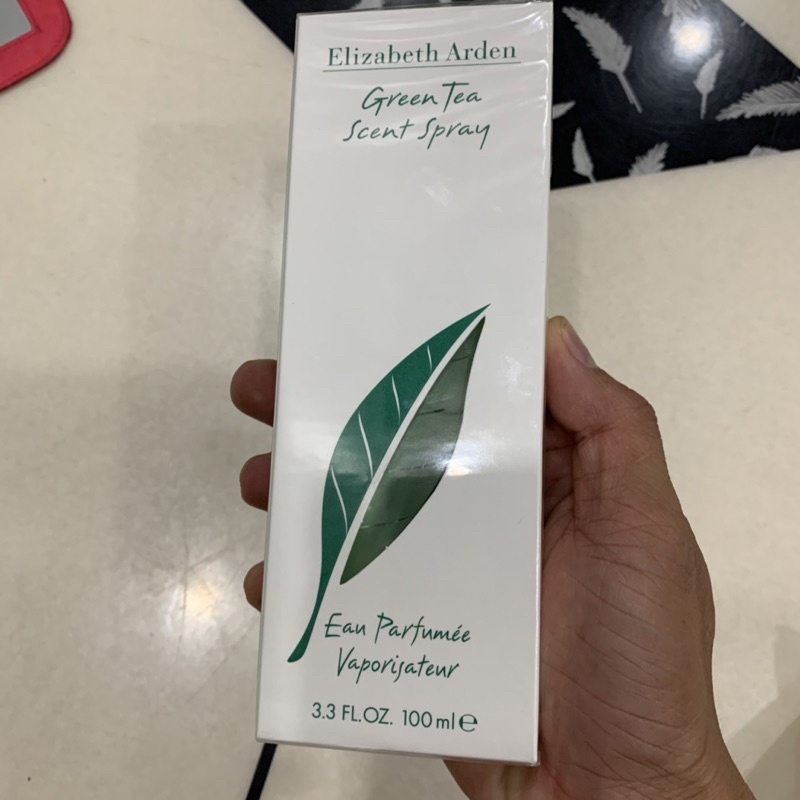 Elizabeth Arden
Green Tea
Scent Spray
Eau Parfumée
Vaporisateur
3.3 FL.OZ. 100 ml ℮